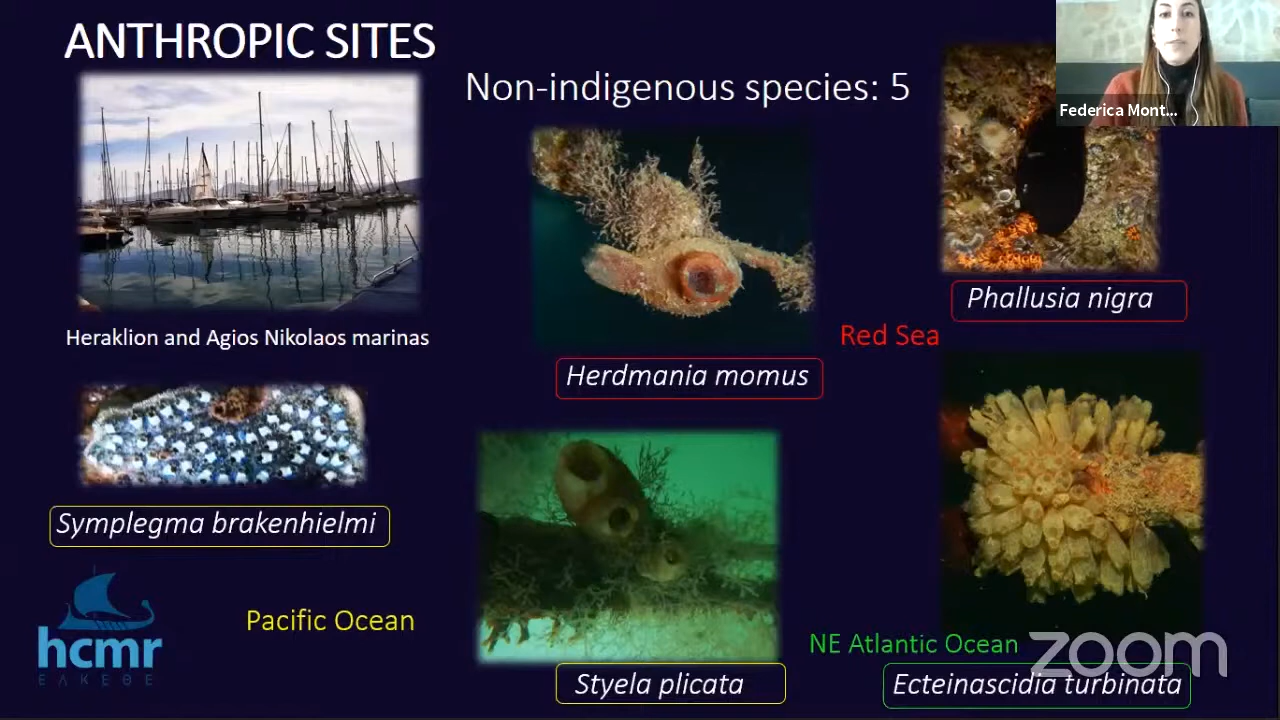 ANTHROPIC SITES
Non-indigenous species: 5
Federica Mont...
Phallusia nigra
Heraklion and Agios Nikolaos marinas
Red Sea
Herdmania momus
Symplegma brakenhielmi
Pacific Ocean
hcmr
ΕΛΚΕΘΕ
NE Atlantic Ocean
zoom
Styela plicata
Ecteinascidia turbinata